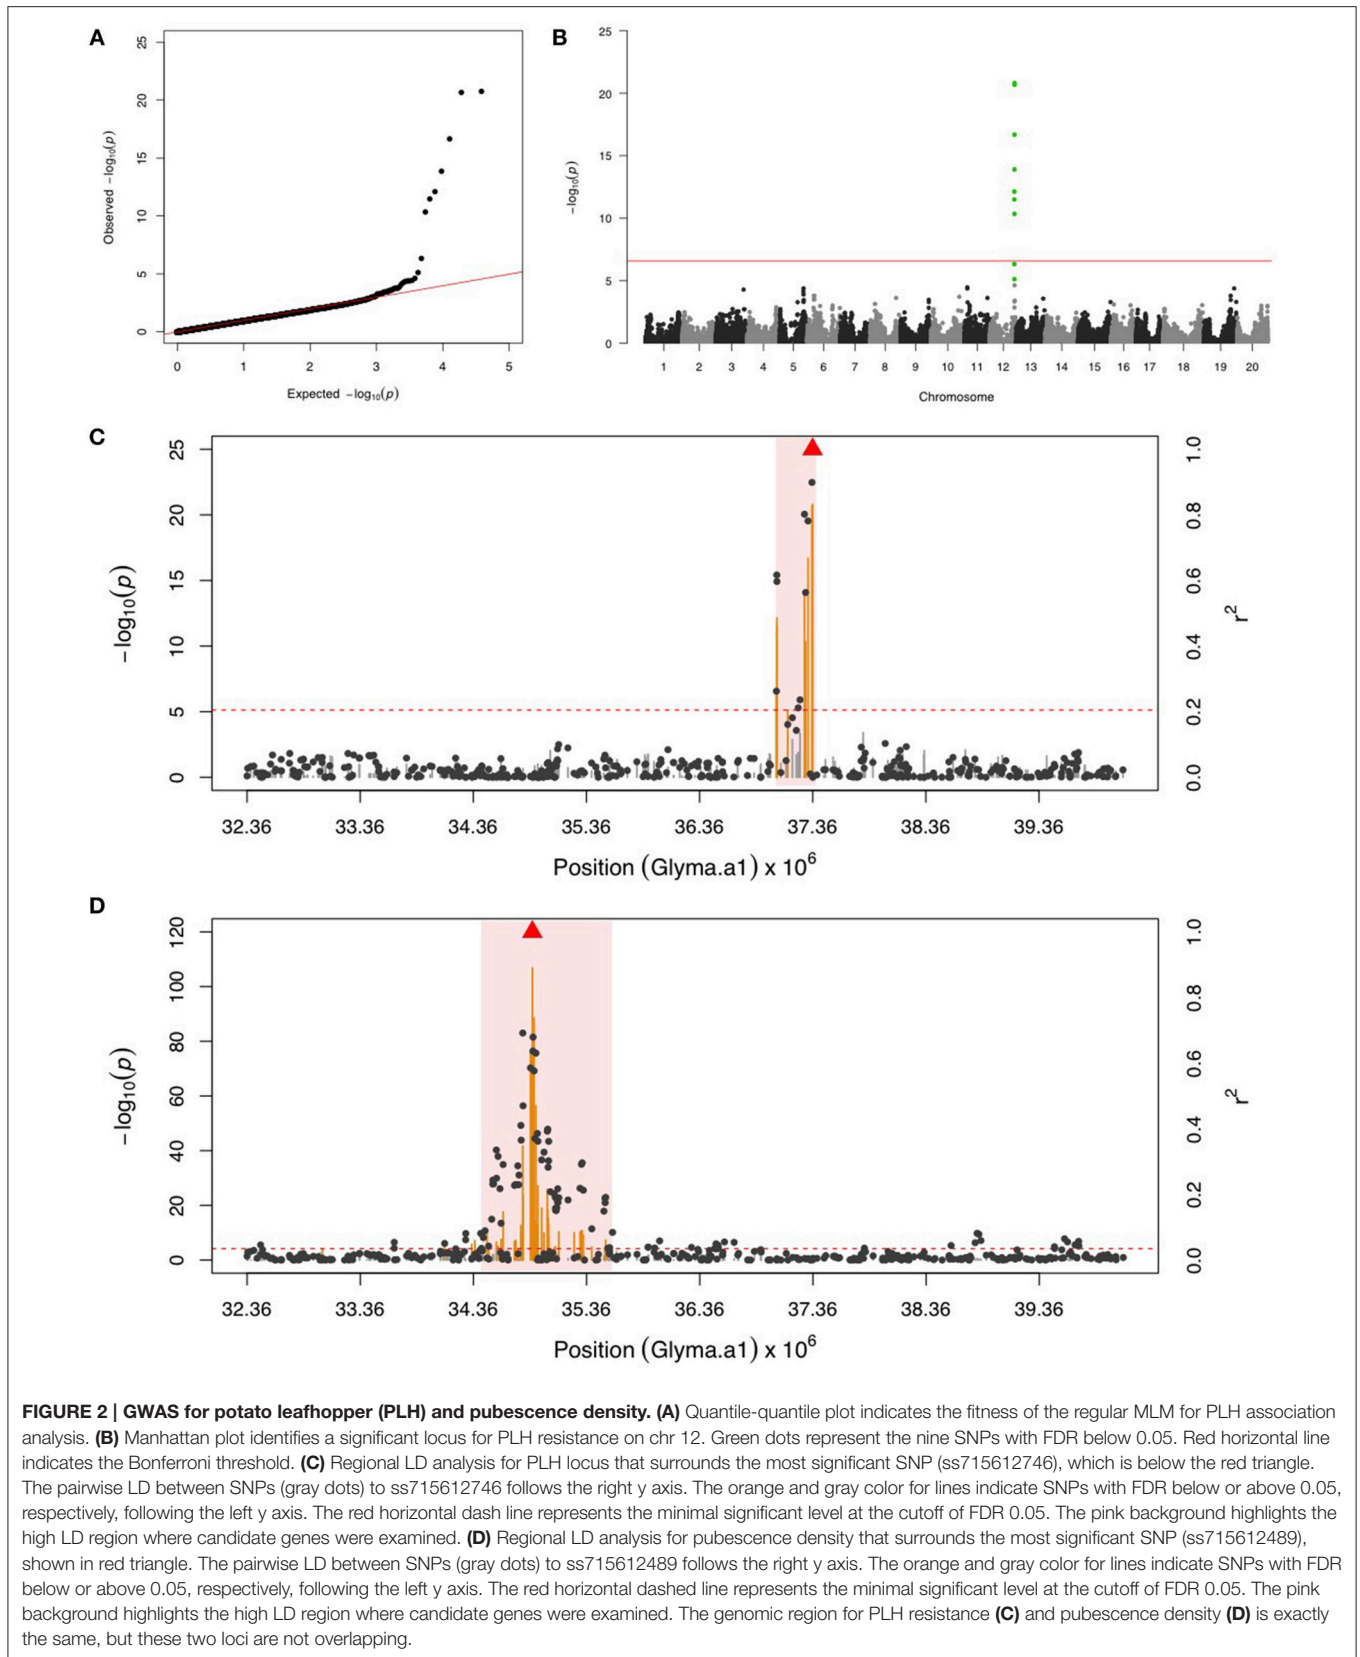 A
25
20
15
10
5
0
Observed −log10(p)
0 1 2 3 4 5
Expected −log10(p)
B
25
20
15
10
5
0
−log10(p)
1 2 3 4 5 6 7 8 9 10 11 12 13 14 15 16 17 18 19 20
Chromosome
C
25
20
15
10
5
0
−log10(p)
1.0
0.8
0.6
0.4
0.2
0.0
r2
32.36 33.36 34.36 35.36 36.36 37.36 38.36 39.36
Position (Glyma.a1) x 10^6
D
120
100
80
60
40
20
0
−log10(p)
1.0
0.8
0.6
0.4
0.2
0.0
r2
32.36 33.36 34.36 35.36 36.36 37.36 38.36 39.36
Position (Glyma.a1) x 10^6
FIGURE 2 | GWAS for potato leafhopper (PLH) and pubescence density. (A) Quantile-quantile plot indicates the fitness of the regular MLM for PLH association
analysis. (B) Manhattan plot identifies a significant locus for PLH resistance on chr 12. Green dots represent the nine SNPs with FDR below 0.05. Red horizontal line
indicates the Bonferroni threshold. (C) Regional LD analysis for PLH locus that surrounds the most significant SNP (ss715612746), which is below the red triangle.
The pairwise LD between SNPs (gray dots) to ss715612746 follows the right y axis. The orange and gray color for lines indicate SNPs with FDR below or above 0.05,
respectively, following the left y axis. The red horizontal dash line represents the minimal significant level at the cutoff of FDR 0.05. The pink background highlights the
high LD region where candidate genes were examined. (D) Regional LD analysis for pubescence density that surrounds the most significant SNP (ss715612489),
shown in red triangle. The pairwise LD between SNPs (gray dots) to ss715612489 follows the right y axis. The orange and gray color for lines indicate SNPs with FDR
below or above 0.05, respectively, following the left y axis. The red horizontal dashed line represents the minimal significant level at the cutoff of FDR 0.05. The pink
background highlights the high LD region where candidate genes were examined. The genomic region for PLH resistance (C) and pubescence density (D) is exactly
the same, but these two loci are not overlapping.